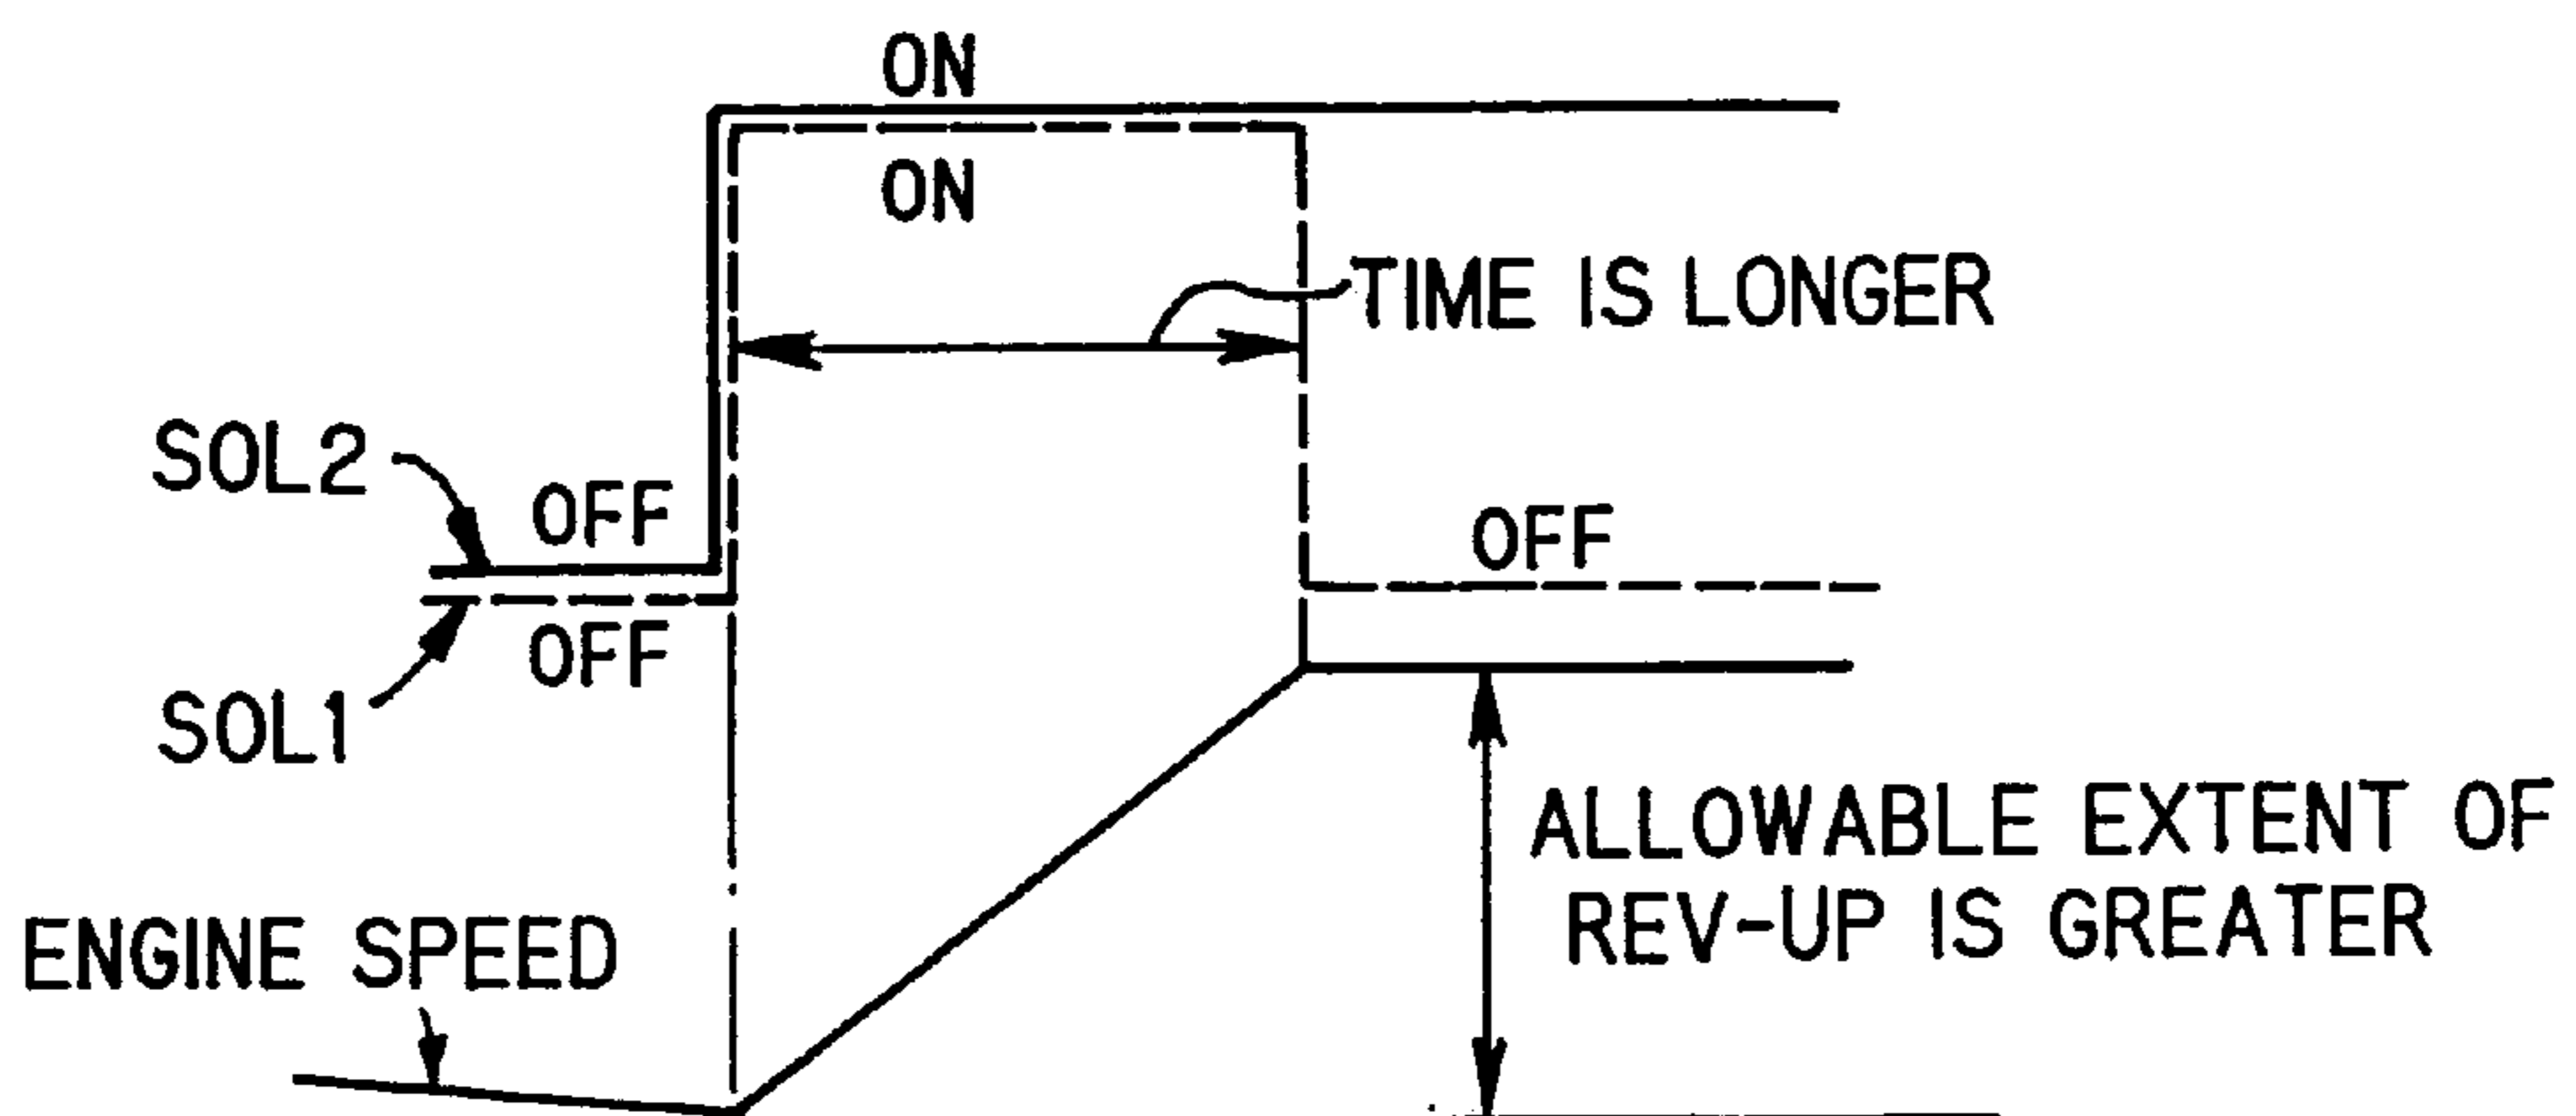 ON
ON
TIME IS LONGER
SOL2
OFF
OFF
OFF
SOL1
ALLOWABLE EXTENT OF
REV-UP IS GREATER
ENGINE SPEED